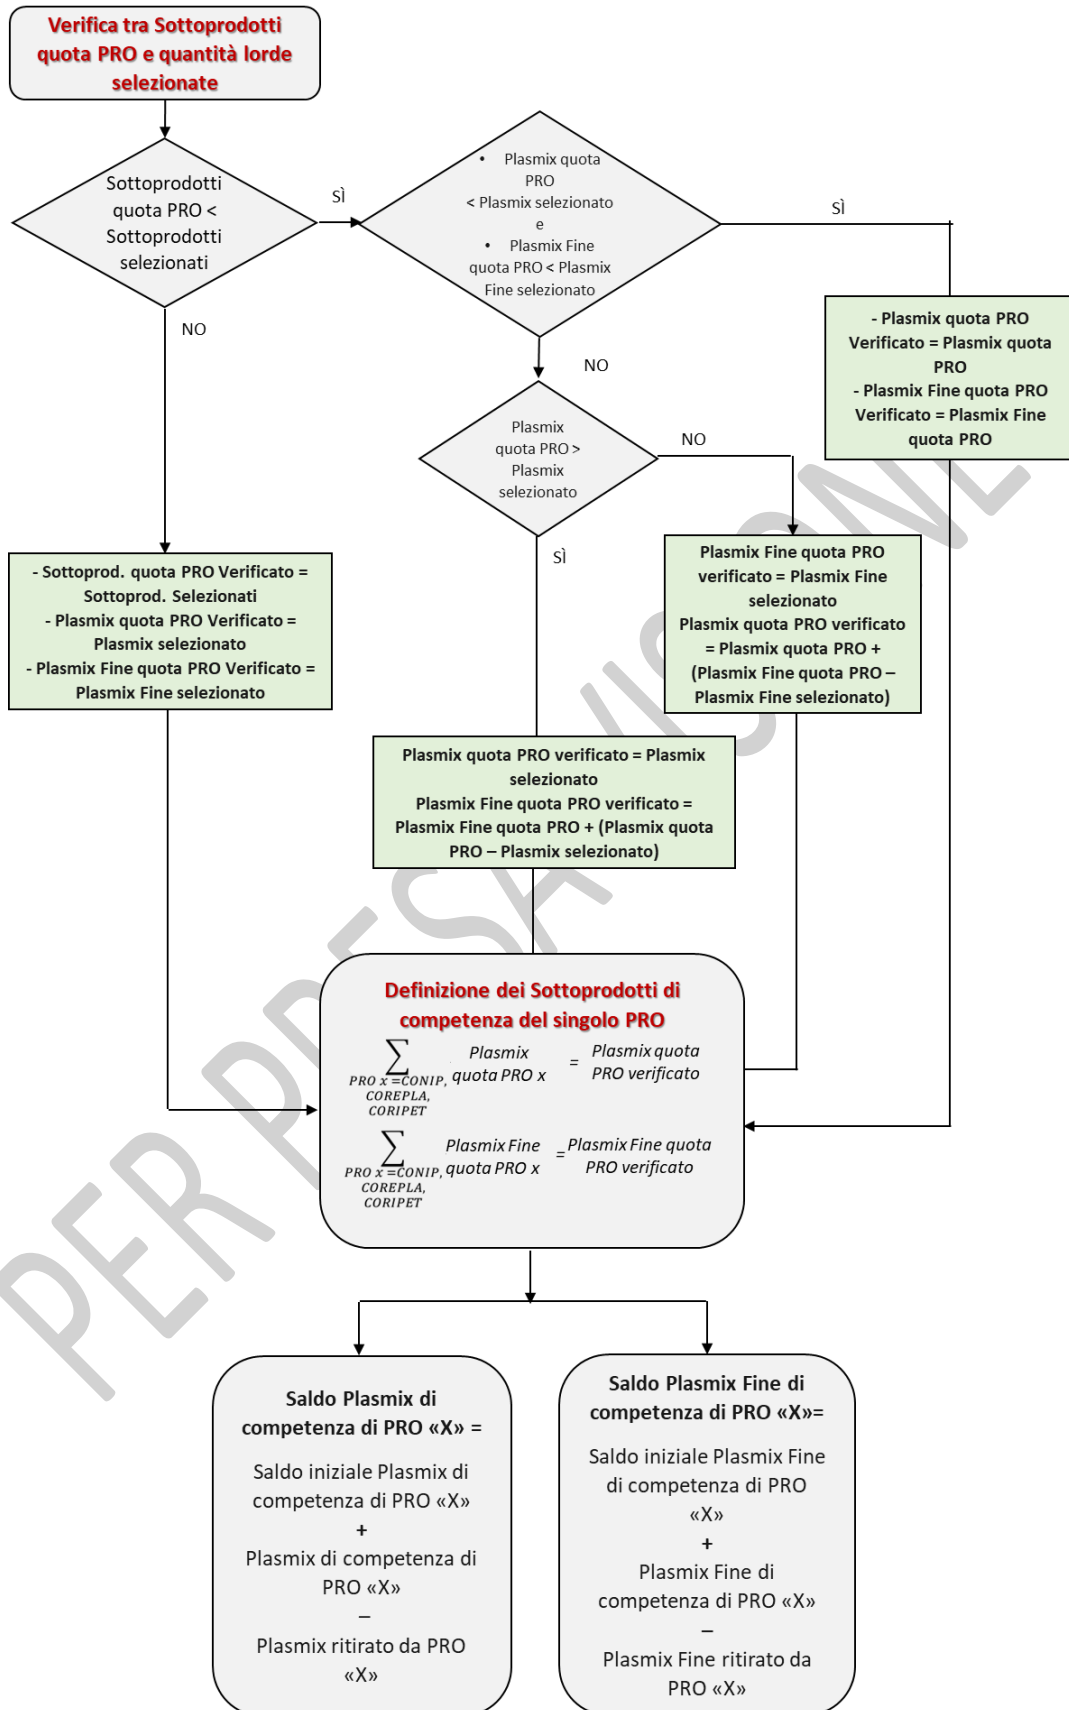 Verifica tra Sottoprodotti
quota PRO e quantità lorde
selezionate
Sottoprodotti
quota PRO <
Sottoprodotti
selezionati
SÌ
• Plasmix quota
PRO
< Plasmix selezionato
e
• Plasmix Fine
quota PRO < Plasmix
Fine selezionato
SÌ
NO
- Plasmix quota PRO
Verificato = Plasmix quota
PRO
- Plasmix Fine quota PRO
Verificato = Plasmix Fine
quota PRO
NO
Plasmix
quota PRO >
Plasmix
selezionato
NO
SÌ
- Sottoprod. quota PRO Verificato =
Sottoprod. Selezionati
- Plasmix quota PRO Verificato =
Plasmix selezionato
- Plasmix Fine quota PRO Verificato =
Plasmix Fine selezionato
Plasmix Fine quota PRO
verificato = Plasmix Fine
selezionato
Plasmix quota PRO verificato
= Plasmix quota PRO +
(Plasmix Fine quota PRO –
Plasmix Fine selezionato)
Plasmix quota PRO verificato = Plasmix
selezionato
Plasmix Fine quota PRO verificato =
Plasmix Fine quota PRO + (Plasmix quota
PRO – Plasmix selezionato)
Definizione dei Sottoprodotti di
competenza del singolo PRO
∑ Plasmix = Plasmix quota
quota PRO x PRO verificato
PRO x =CONIP,
COREPLA,
CORIPET
∑ Plasmix Fine =Plasmix Fine quota
quota PRO x PRO verificato
PRO x =CONIP,
COREPLA,
CORIPET
Saldo Plasmix di
competenza di PRO «X» =
Saldo iniziale Plasmix di
competenza di PRO «X»
+
Plasmix di competenza di
PRO «X»
–
Plasmix ritirato da PRO
«X»
Saldo Plasmix Fine di
competenza di PRO «X»=
Saldo iniziale Plasmix Fine
di competenza di PRO
«X»
+
Plasmix Fine di
competenza di PRO «X»
–
Plasmix Fine ritirato da
PRO «X»
PER PRESA VISIONE